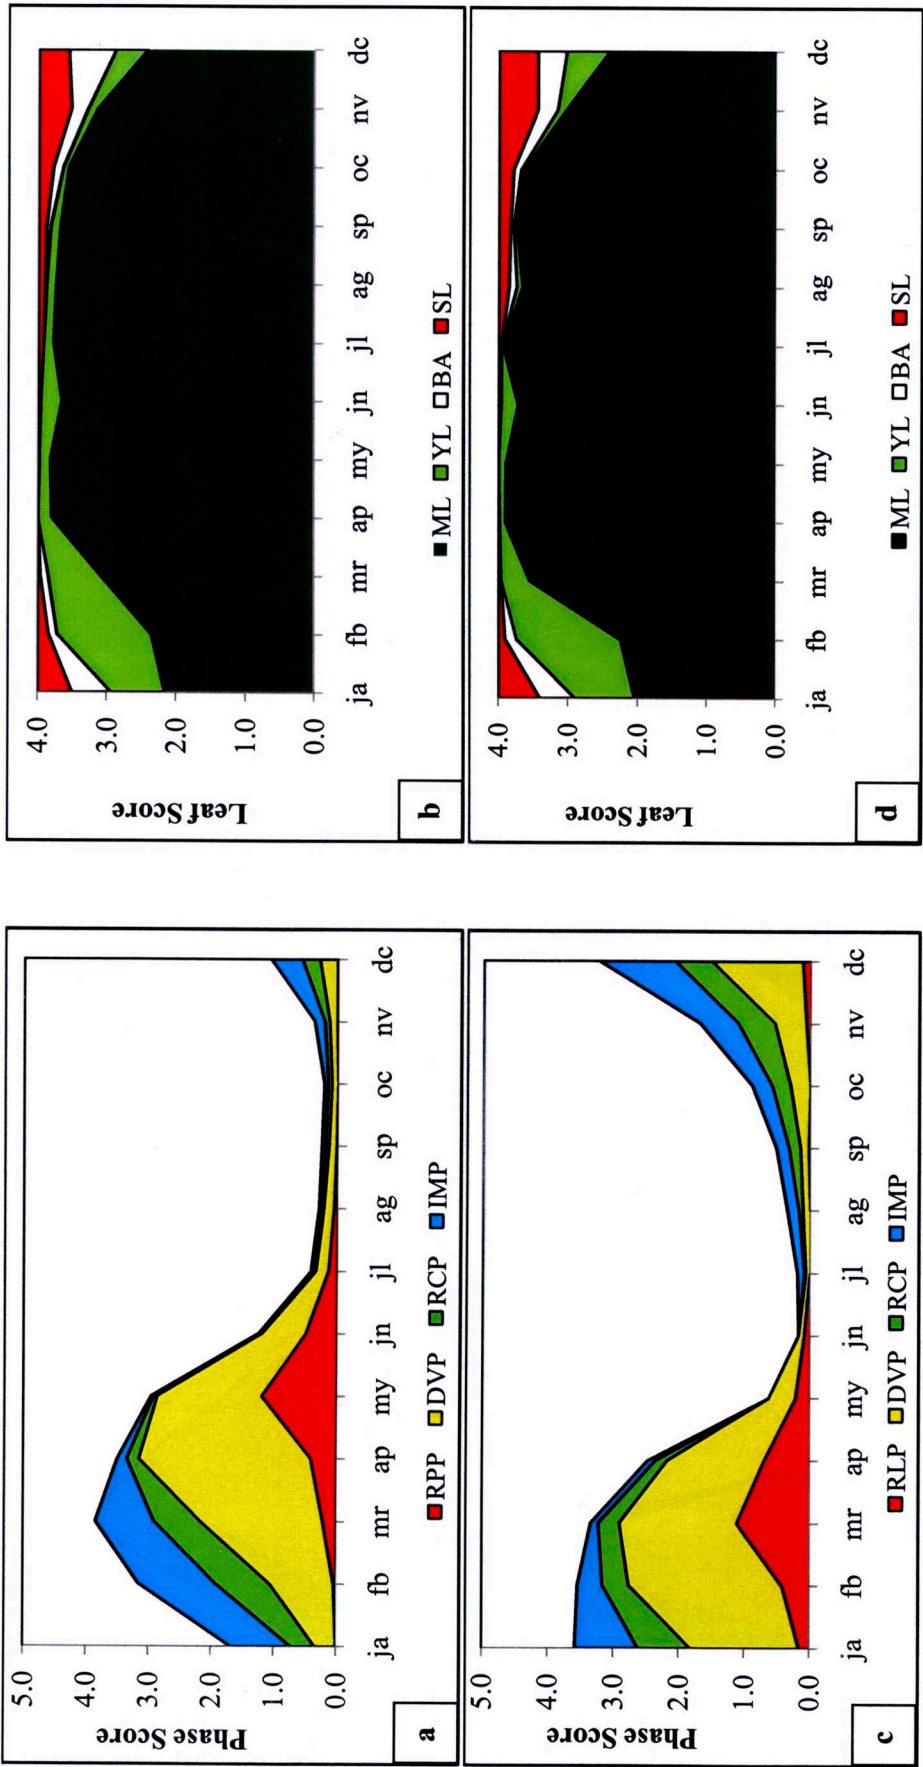 5.0
4.0
3.0
2.0
1.0
0.0
Phase Score
ja fb mr ap my jn jl ag sp oc nv dc
RPP DVP RCP IMP
a
4.0
3.0
2.0
1.0
0.0
Leaf Score
ja fb mr ap my jn jl ag sp oc nv dc
ML YL BA SL
b
5.0
4.0
3.0
2.0
1.0
0.0
Phase Score
ja fb mr ap my jn jl ag sp oc nv dc
RLP DVP RCP IMP
c
4.0
3.0
2.0
1.0
0.0
Leaf Score
ja fb mr ap my jn jl ag sp oc nv dc
ML YL BA SL
d